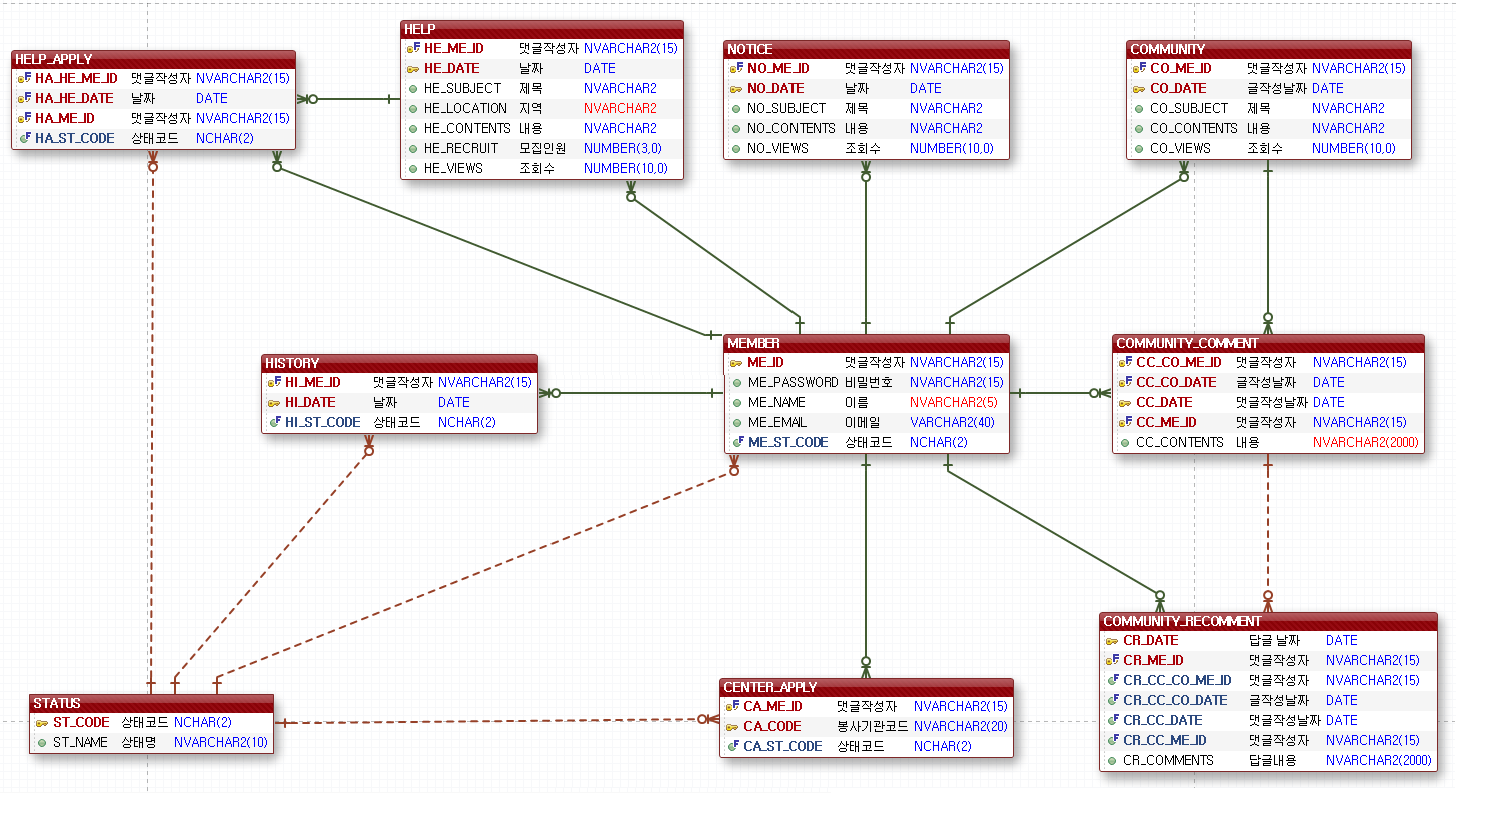 HELP_APPLY
HA_HE_ME_ID 댓글작성자 NVARCHAR2(15)
HA_HE_DATE 날짜 DATE
HA_ME_ID 댓글작성자 NVARCHAR2(15)
HA_ST_CODE 상태코드 NCHAR(2)
HELP
HE_ME_ID 댓글작성자 NVARCHAR2(15)
HE_DATE 날짜 DATE
HE_SUBJECT 제목 NVARCHAR2
HE_LOCATION 지역 NVARCHAR2
HE_CONTENTS 내용 NVARCHAR2
HE_RECRUIT 모집인원 NUMBER(3,0)
HE_VIEWS 조회수 NUMBER(10,0)
NOTICE
NO_ME_ID 댓글작성자 NVARCHAR2(15)
NO_DATE 날짜 DATE
NO_SUBJECT 제목 NVARCHAR2
NO_CONTENTS 내용 NVARCHAR2
NO_VIEWS 조회수 NUMBER(10,0)
COMMUNITY
CO_ME_ID 댓글작성자 NVARCHAR2(15)
CO_DATE 글작성날짜 DATE
CO_SUBJECT 제목 NVARCHAR2
CO_CONTENTS 내용 NVARCHAR2
CO_VIEWS 조회수 NUMBER(10,0)
HISTORY
HI_ME_ID 댓글작성자 NVARCHAR2(15)
HI_DATE 날짜 DATE
HI_ST_CODE 상태코드 NCHAR(2)
MEMBER
ME_ID 댓글작성자 NVARCHAR2(15)
ME_PASSWORD 비밀번호 NVARCHAR2(15)
ME_NAME 이름 NVARCHAR2(5)
ME_EMAIL 이메일 VARCHAR2(40)
ME_ST_CODE 상태코드 NCHAR(2)
COMMUNITY_COMMENT
CC_CO_ME_ID 댓글작성자 NVARCHAR2(15)
CC_CO_DATE 글작성날짜 DATE
CC_DATE 댓글작성날짜 DATE
CC_ME_ID 댓글작성자 NVARCHAR2(15)
CC_CONTENTS 내용 NVARCHAR2(2000)
STATUS
ST_CODE 상태코드 NCHAR(2)
ST_NAME 상태명 NVARCHAR2(10)
CENTER_APPLY
CA_ME_ID 댓글작성자 NVARCHAR2(15)
CA_CODE 봉사기관코드 NVARCHAR2(20)
CA_ST_CODE 상태코드 NCHAR(2)
COMMUNITY_RECOMMENT
CR_DATE 답글 날짜 DATE
CR_ME_ID 댓글작성자 NVARCHAR2(15)
CR_CC_CO_ME_ID 댓글작성자 NVARCHAR2(15)
CR_CC_CO_DATE 글작성날짜 DATE
CR_CC_DATE 댓글작성날짜 DATE
CR_CC_ME_ID 댓글작성자 NVARCHAR2(15)
CR_COMMENTS 답글내용 NVARCHAR2(2000)